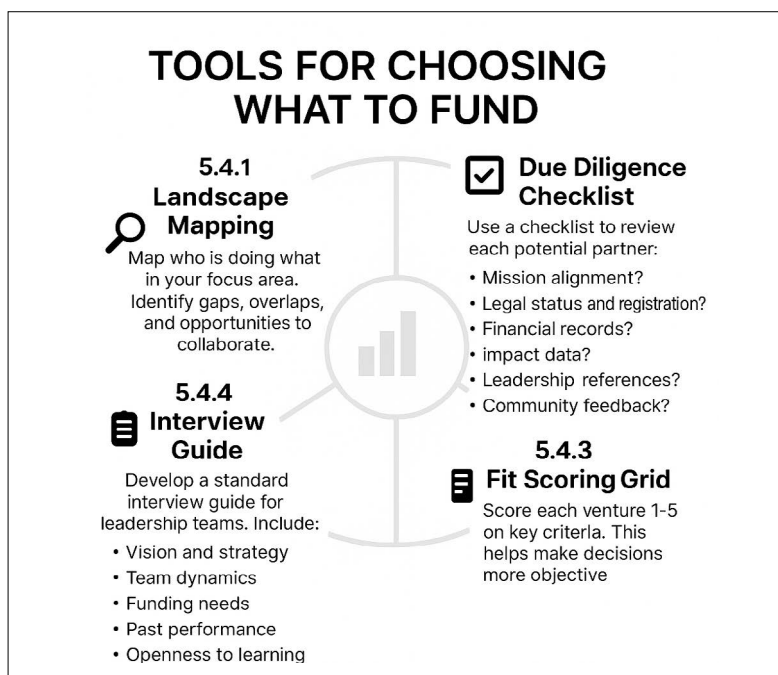 TOOLS FOR CHOOSING
WHAT TO FUND
5.4.1
Landscape
Mapping
Map who is doing what
in your focus area.
Identify gaps, overlaps,
and opportunities to
collaborate.
Due Diligence
Checklist
Use a checklist to review
each potential partner:
• Mission alignment?
• Legal status and registration?
• Financial records?
• impact data?
• Leadership references?
• Community feedback?
5.4.4
Interview
Guide
Develop a standard
interview guide for
leadership teams. Include:
• Vision and strategy
• Team dynamics
• Funding needs
• Past performance
• Openness to learning
5.4.3
Fit Scoring Grid
Score each venture 1-5
on key criterla. This
helps make decisions
more objective